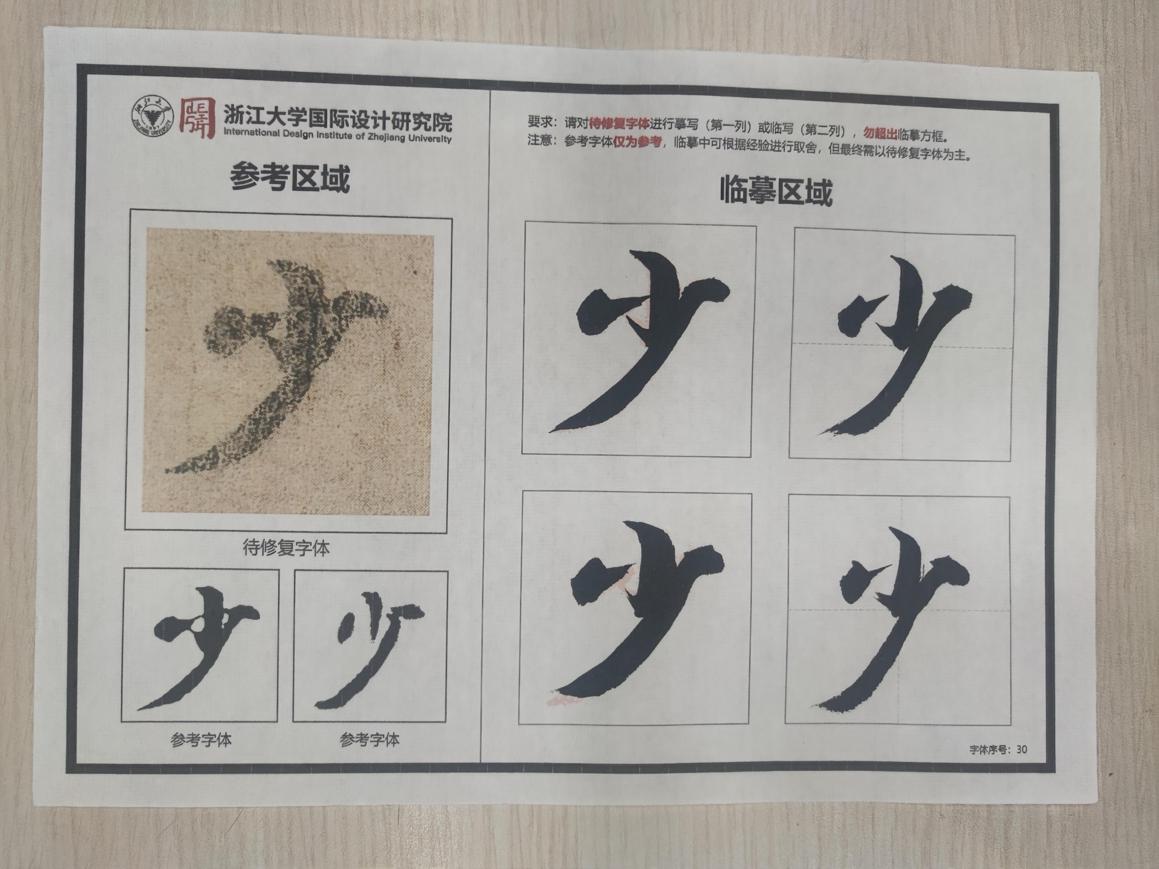 浙江大学国际设计研究院
International Design Institute of Zhejiang University
参考区域
少
待修复字体
少
少
参考字体
参考字体
要求：请对待修复字体进行摹写（第一列）或临写（第二列），勿超出临摹方框。
注意：参考字体仅为参考，临摹中可根据经验进行取舍，但最终需以待修复字体为主。
临摹区域
少
少
少
少
字体序号：30